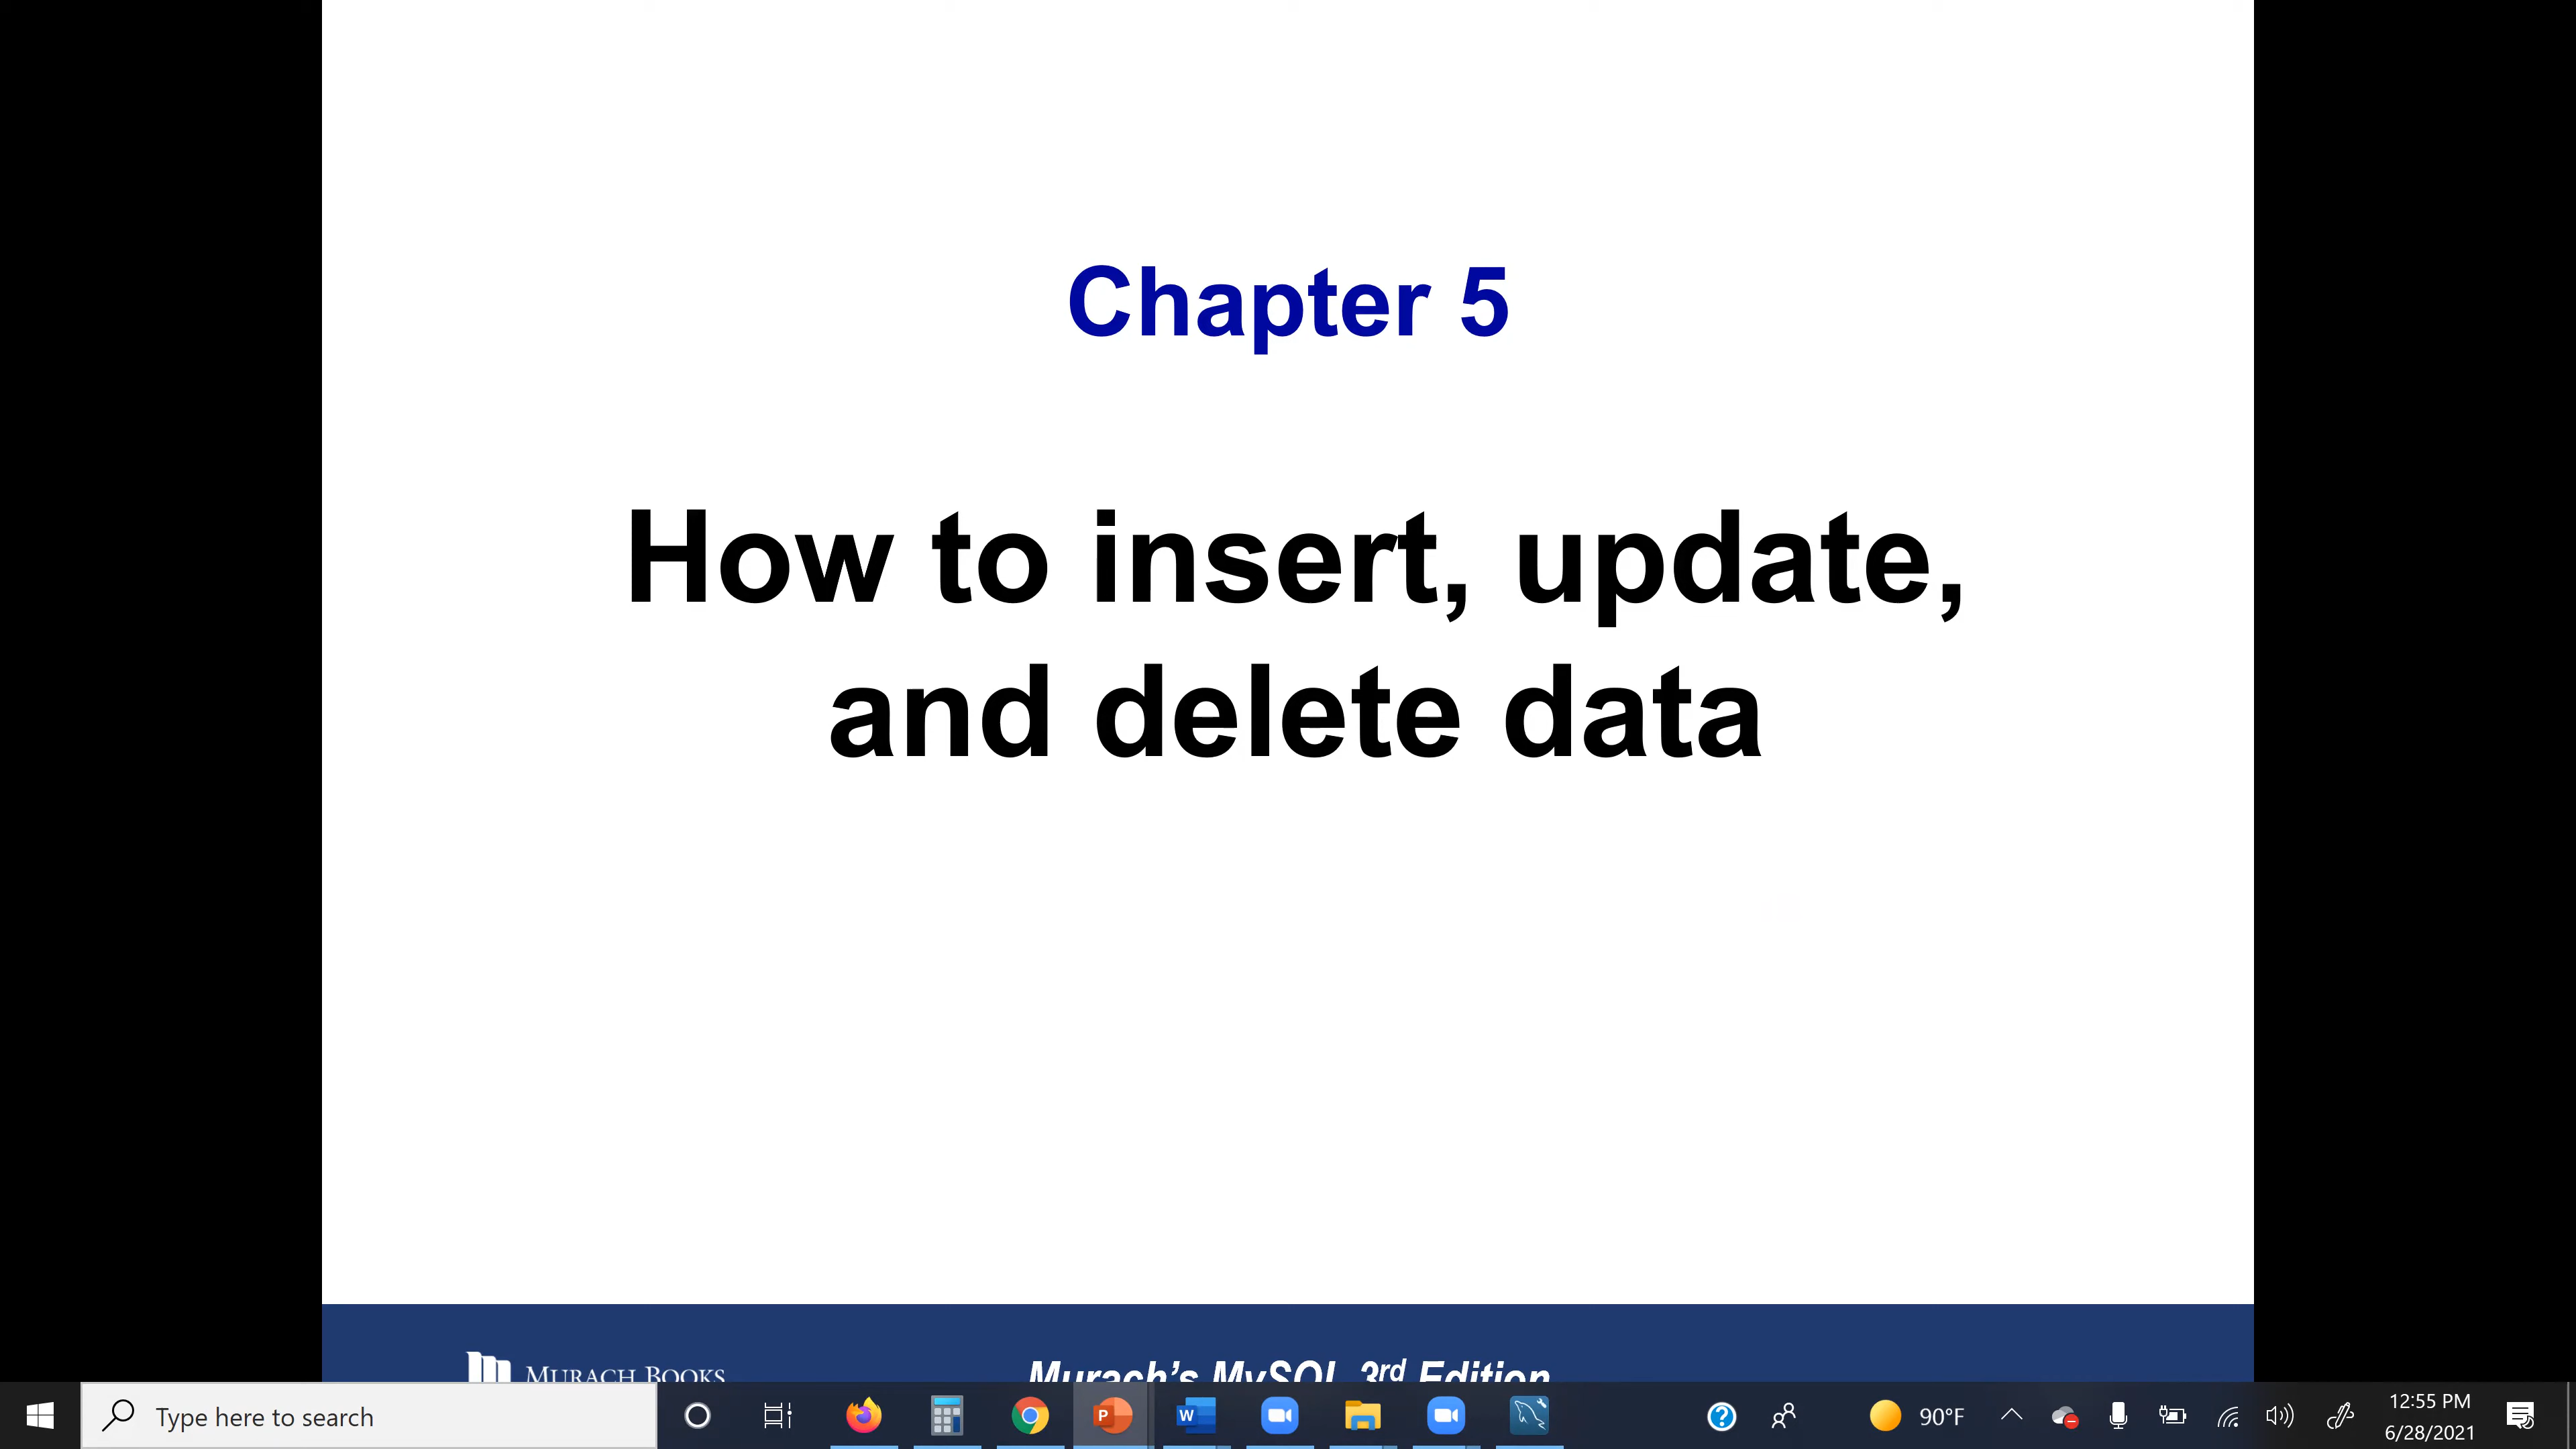 Chapter 5
How to insert, update,
and delete data
MURACH BOOKS
Murach's MySQL 3rd Edition
Type here to search
P
W
?
90°F
12:55 PM
6/28/2021